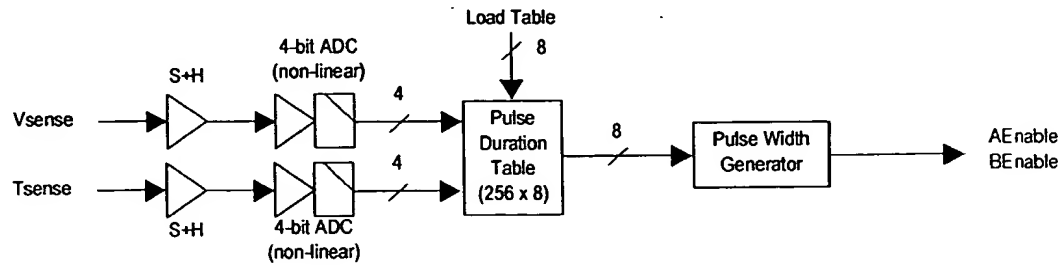 Load Table
8
4-bit ADC
(non-linear)
S+H
4
Vsense
Pulse
Duration
Table
(256 x 8)
8
Pulse Width
Generator
AEnable
BEnable
Tsense
4
S+H
4-bit ADC
(non-linear)